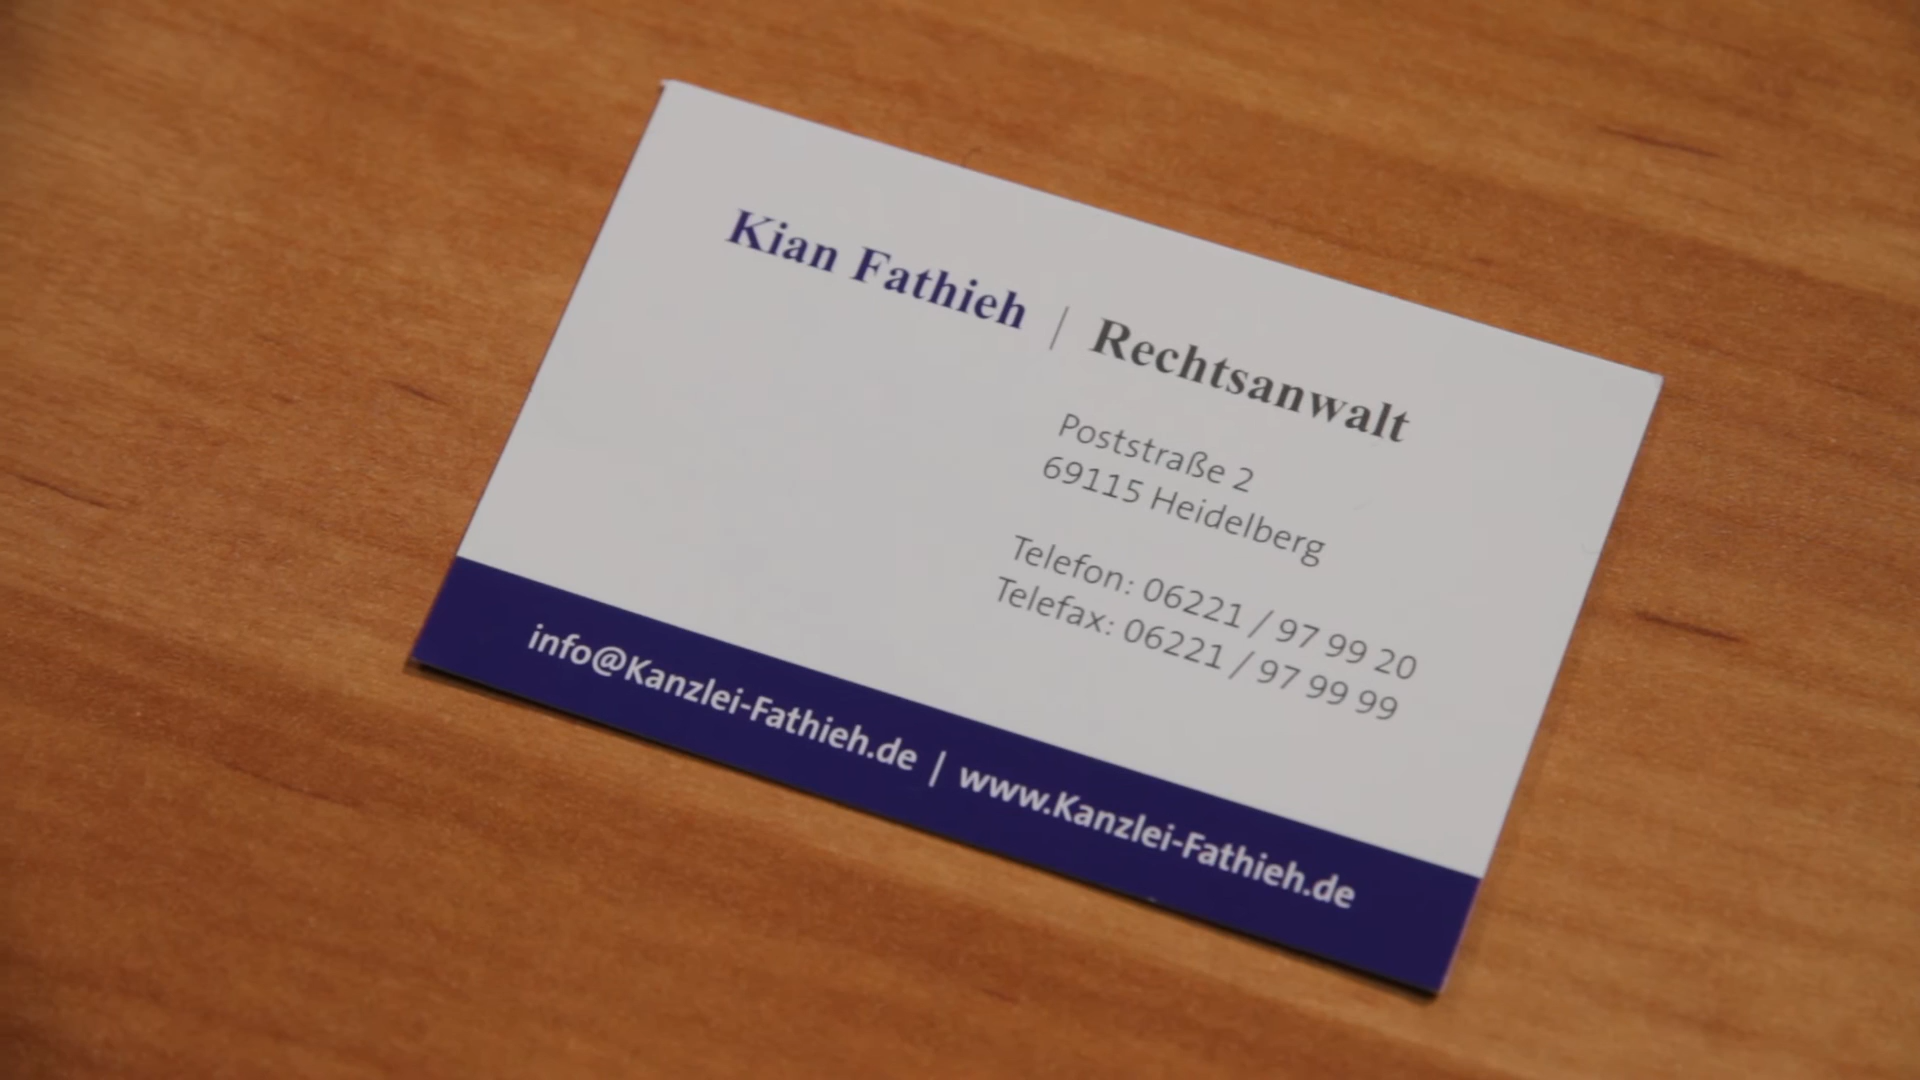 Kian Fathieh | Rechtsanwalt
Poststraße 2
69115 Heidelberg
Telefon: 06221 / 97 99 20
Telefax: 06221 / 97 99 99
info@Kanzlei-Fathieh.de | www.Kanzlei-Fathieh.de